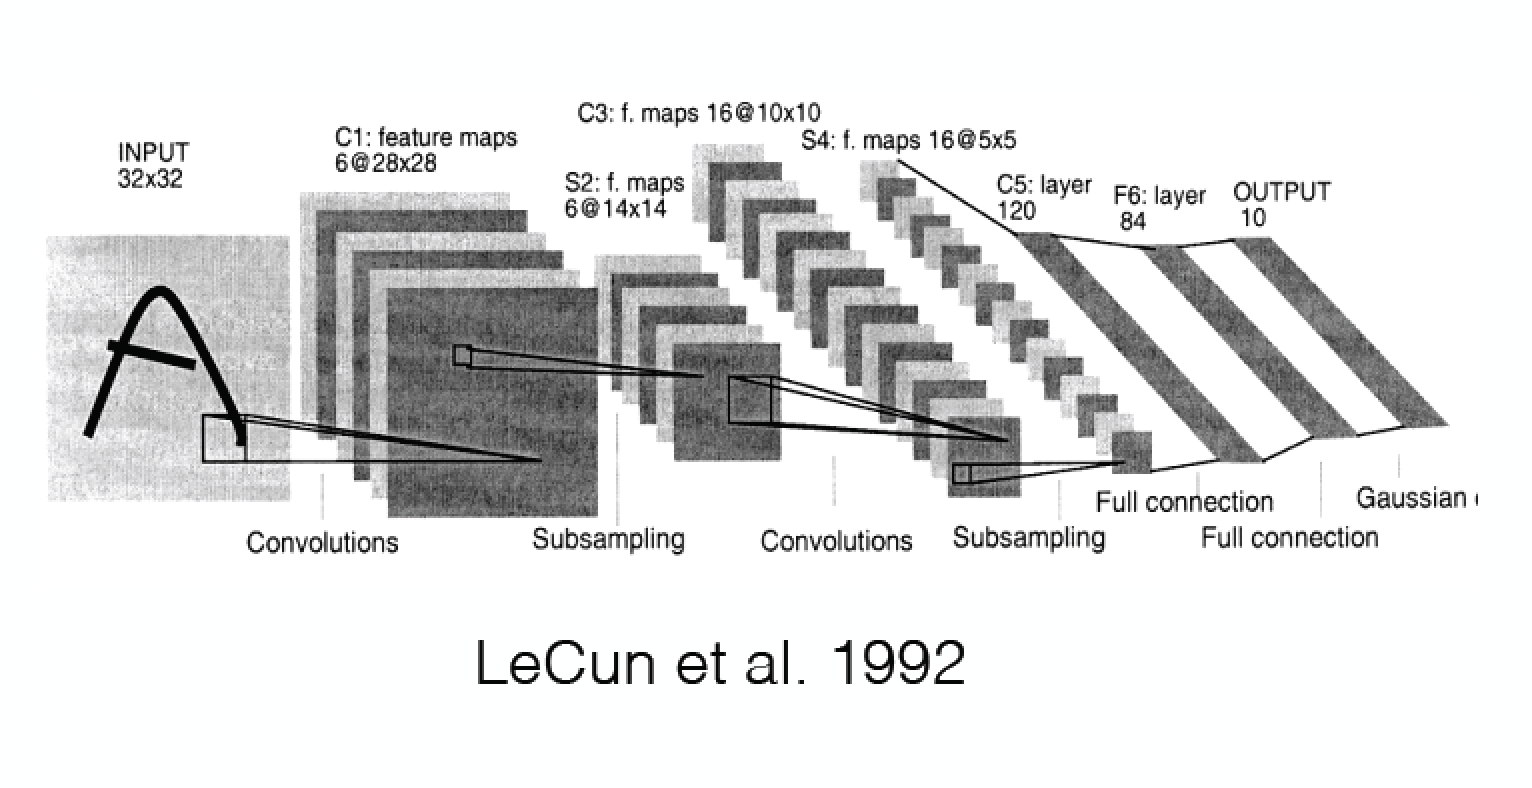 INPUT
32x32
C1: feature maps
6@28x28
S2: f. maps
6@14x14
C3: f. maps 16@10x10
S4: f. maps 16@5x5
C5: layer
120
F6: layer
84
OUTPUT
10
Convolutions
Subsampling
Convolutions
Subsampling
Full connection
Full connection
Gaussian
LeCun et al. 1992